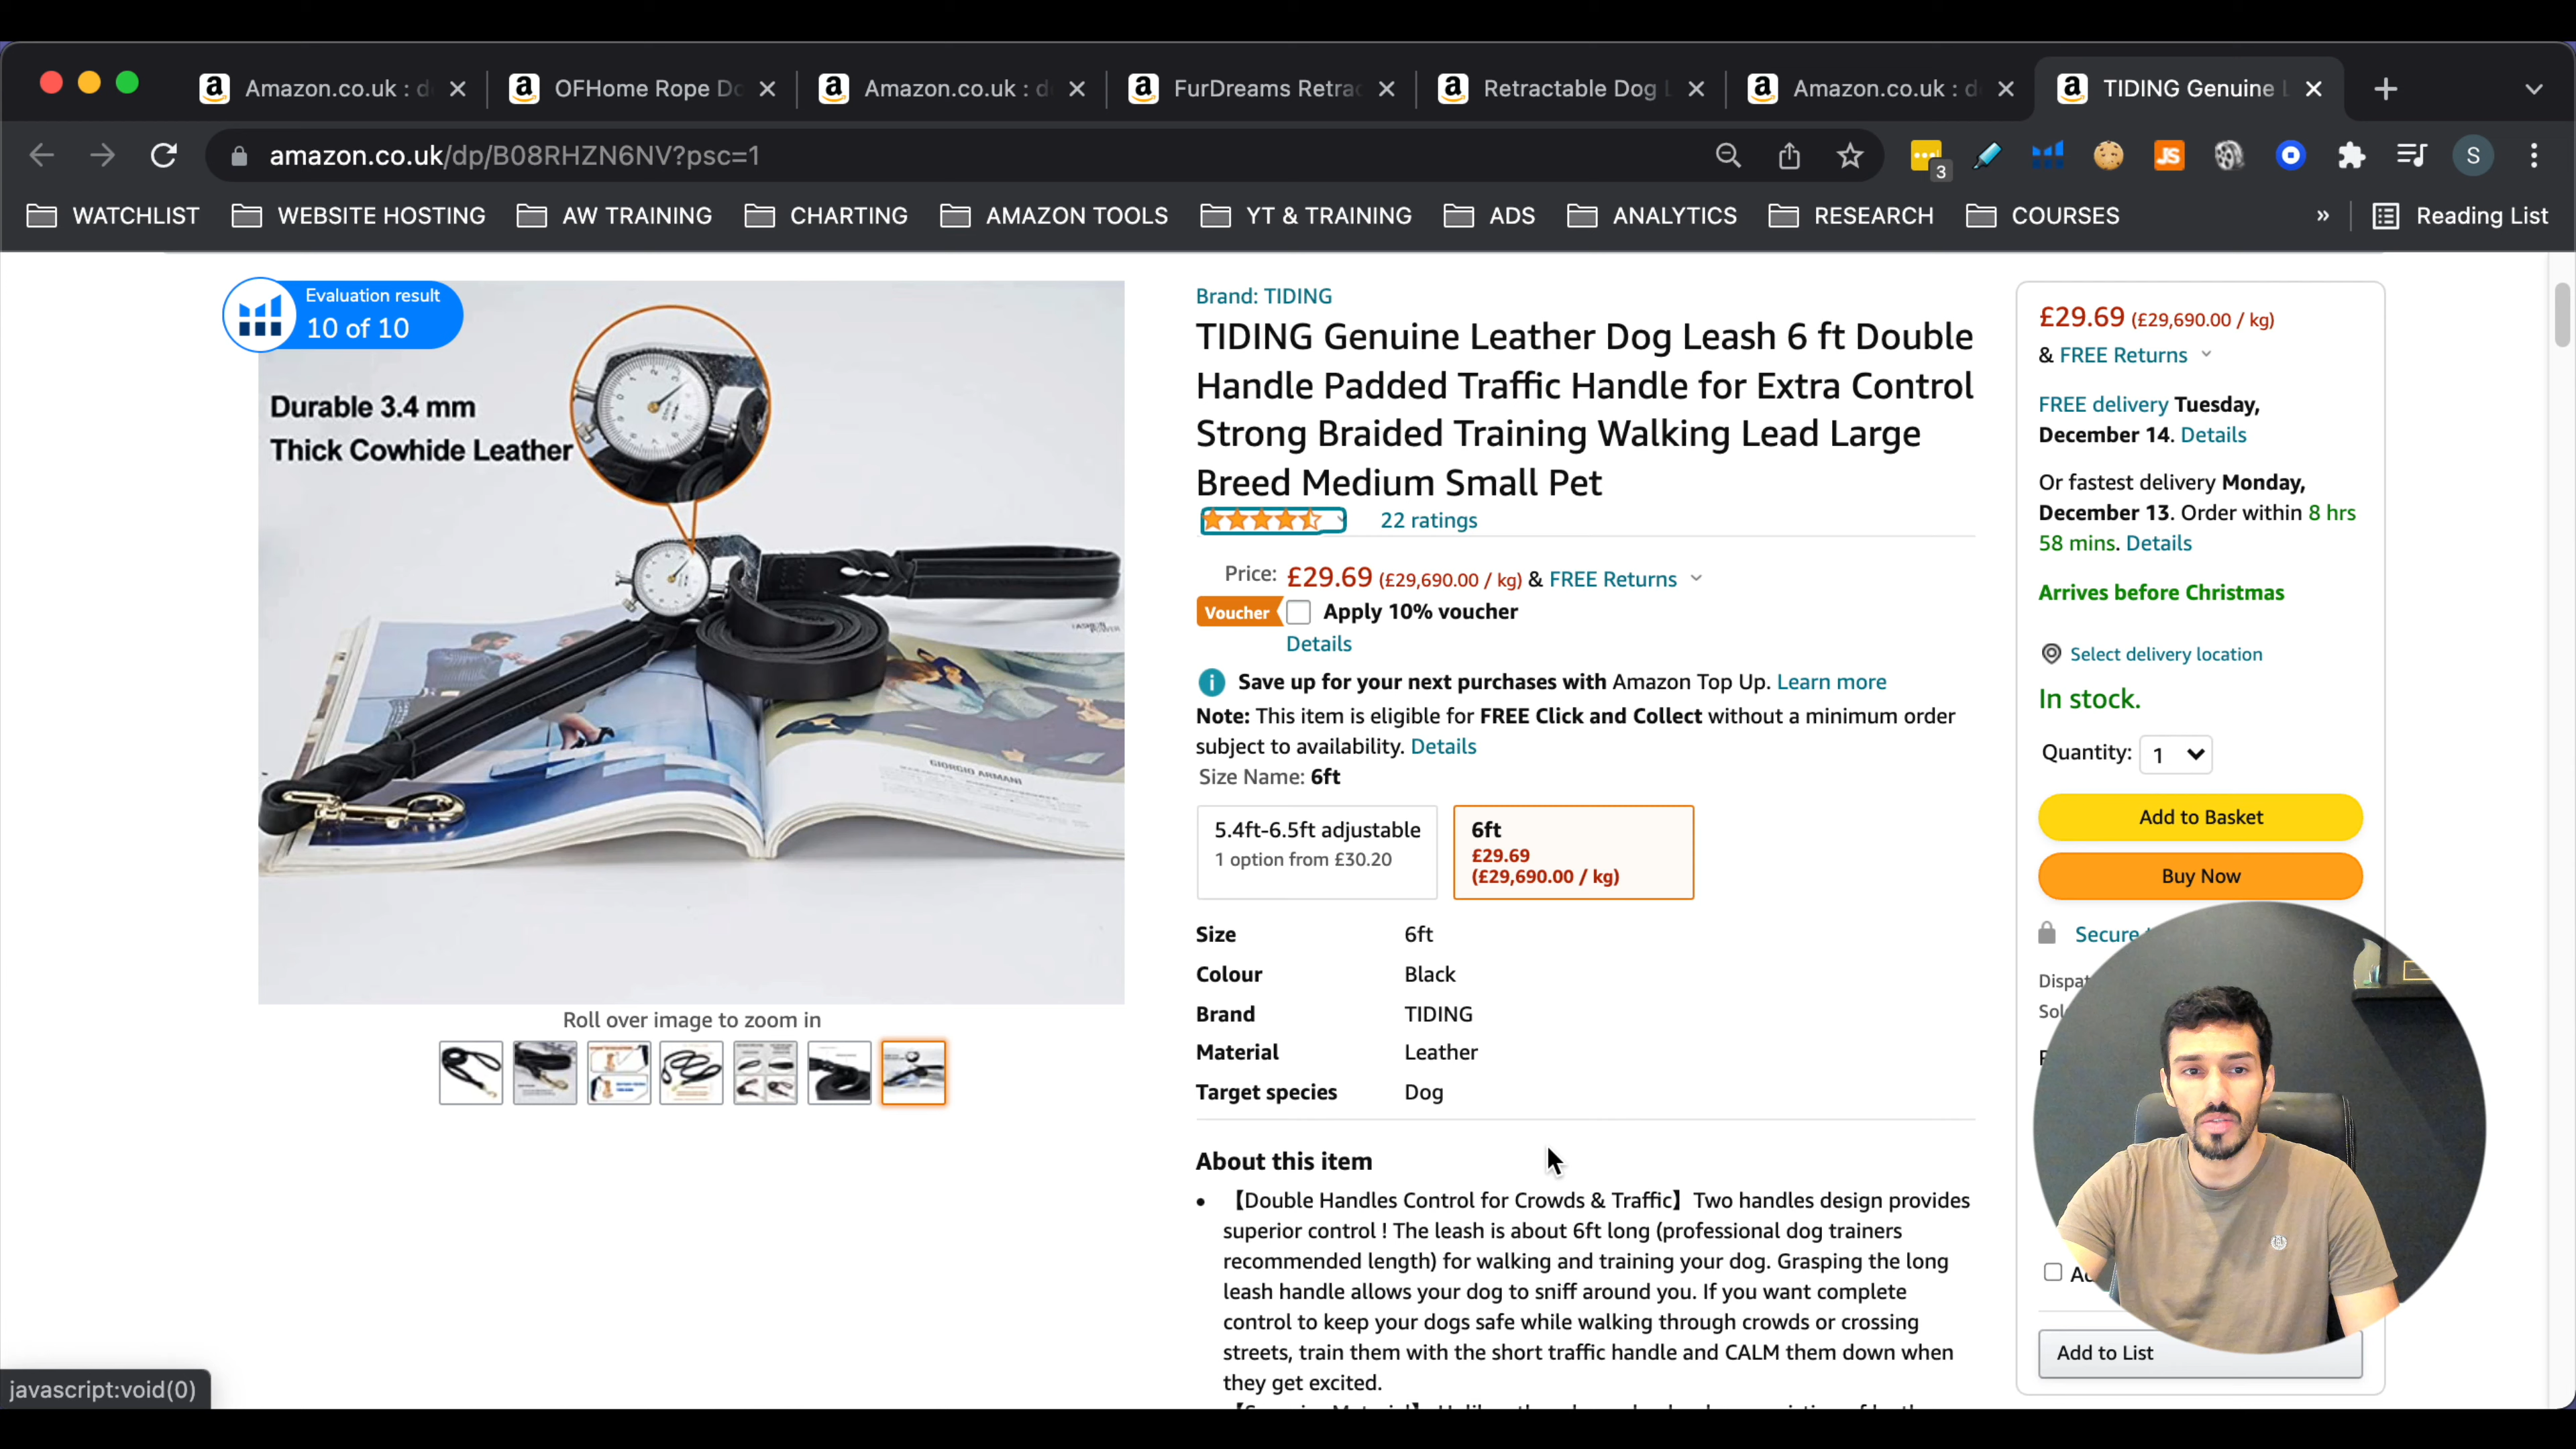 Amazon.co.uk : d
OFHome Rope Do
Amazon.co.uk : d
FurDreams Retrac
Retractable Dog L
Amazon.co.uk : d
TIDING Genuine L
amazon.co.uk/dp/B08RHZN6NV?psc=1
3
JS
S
WATCHLIST
WEBSITE HOSTING
AW TRAINING
CHARTING
AMAZON TOOLS
YT & TRAINING
ADS
ANALYTICS
RESEARCH
COURSES
»
Reading List
Evaluation result
10 of 10
Durable 3.4 mm
Thick Cowhide Leather
FASHION
POWER
GIORGIO ARMANI
Roll over image to zoom in
Brand: TIDING
TIDING Genuine Leather Dog Leash 6 ft Double
Handle Padded Traffic Handle for Extra Control
Strong Braided Training Walking Lead Large
Breed Medium Small Pet
22 ratings
Price: £29.69 (£29,690.00 / kg) & FREE Returns
Voucher Apply 10% voucher
Details
Save up for your next purchases with Amazon Top Up. Learn more
Note: This item is eligible for FREE Click and Collect without a minimum order
subject to availability. Details
Size Name: 6ft
5.4ft-6.5ft adjustable
1 option from £30.20
6ft
£29.69
(£29,690.00 / kg)
Size 6ft
Colour Black
Brand TIDING
Material Leather
Target species Dog
About this item
• 【Double Handles Control for Crowds & Traffic】Two handles design provides
superior control ! The leash is about 6ft long (professional dog trainers
recommended length) for walking and training your dog. Grasping the long
leash handle allows your dog to sniff around you. If you want complete
control to keep your dogs safe while walking through crowds or crossing
streets, train them with the short traffic handle and CALM them down when
they get excited.
£29.69 (£29,690.00 / kg)
& FREE Returns
FREE delivery Tuesday,
December 14. Details
Or fastest delivery Monday,
December 13. Order within 8 hrs
58 mins. Details
Arrives before Christmas
Select delivery location
In stock.
Quantity: 1
Add to Basket
Buy Now
Secure
Dispat
Sol
Add to List
javascript:void(0)